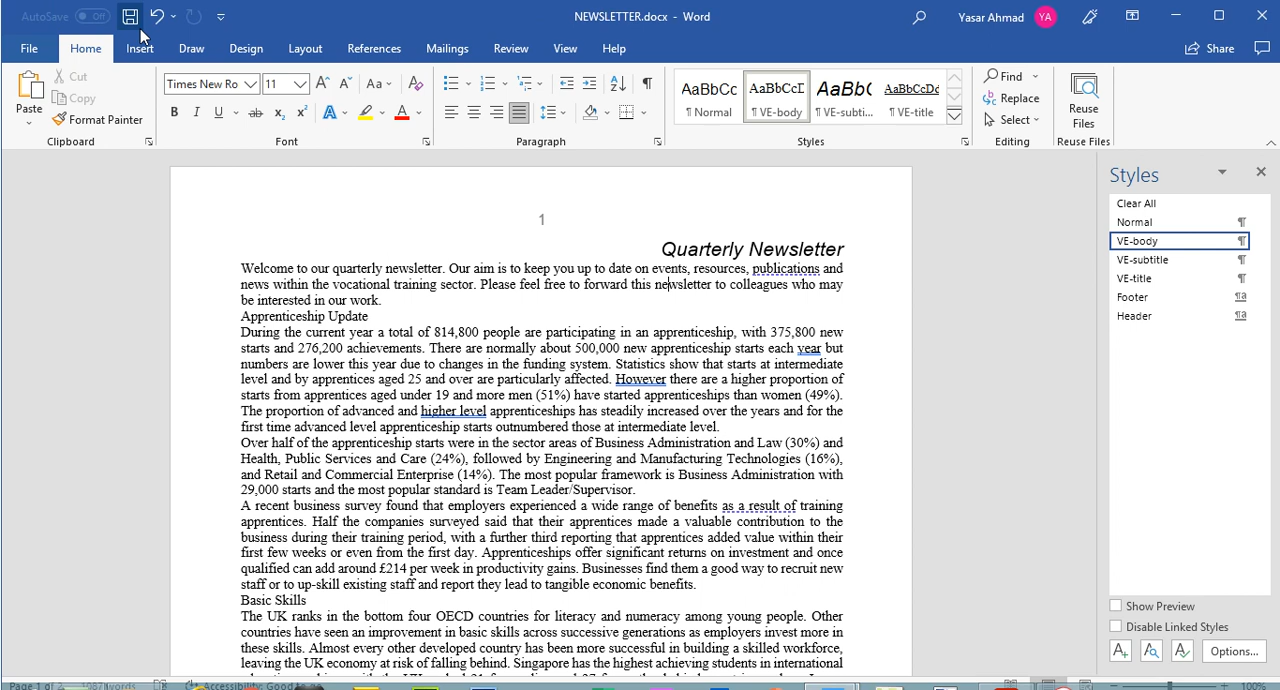 AutoSave Off NEWSLETTER.docx - Word Yasar Ahmad YA
File Home Insert Draw Design Layout References Mailings Review View Help Share
Paste Cut Copy Format Painter
Times New Ro 11 A A Aa
B I U ab x₂ x² A A
AaBbCc AaBbCcD AaBbC AaBbCcDd
¶ Normal ¶ VE-body ¶ VE-subti... ¶ VE-title
Find Replace Select
Reuse Files
Clipboard Font Paragraph Styles Editing Reuse Files
1
Quarterly Newsletter
Welcome to our quarterly newsletter. Our aim is to keep you up to date on events, resources, publications and
news within the vocational training sector. Please feel free to forward this newsletter to colleagues who may
be interested in our work.
Apprenticeship Update
During the current year a total of 814,800 people are participating in an apprenticeship, with 375,800 new
starts and 276,200 achievements. There are normally about 500,000 new apprenticeship starts each year but
numbers are lower this year due to changes in the funding system. Statistics show that starts at intermediate
level and by apprentices aged 25 and over are particularly affected. However there are a higher proportion of
starts from apprentices aged under 19 and more men (51%) have started apprenticeships than women (49%).
The proportion of advanced and higher level apprenticeships has steadily increased over the years and for the
first time advanced level apprenticeship starts outnumbered those at intermediate level.
Over half of the apprenticeship starts were in the sector areas of Business Administration and Law (30%) and
Health, Public Services and Care (24%), followed by Engineering and Manufacturing Technologies (16%),
and Retail and Commercial Enterprise (14%). The most popular framework is Business Administration with
29,000 starts and the most popular standard is Team Leader/Supervisor.
A recent business survey found that employers experienced a wide range of benefits as a result of training
apprentices. Half the companies surveyed said that their apprentices made a valuable contribution to the
business during their training period, with a further third reporting that apprentices added value within their
first few weeks or even from the first day. Apprenticeships offer significant returns on investment and once
qualified can add around £214 per week in productivity gains. Businesses find them a good way to recruit new
staff or to up-skill existing staff and report they lead to tangible economic benefits.
Basic Skills
The UK ranks in the bottom four OECD countries for literacy and numeracy among young people. Other
countries have seen an improvement in basic skills across successive generations as employers invest more in
these skills. Almost every other developed country has been more successful in building a skilled workforce,
leaving the UK economy at risk of falling behind. Singapore has the highest achieving students in international
Styles
Clear All
Normal ¶
VE-body ¶
VE-subtitle ¶
VE-title ¶
Footer ¶a
Header ¶a
Show Preview
Disable Linked Styles
Options...
Page 1 of 2 1987 words Accessibility: Good to go 100%